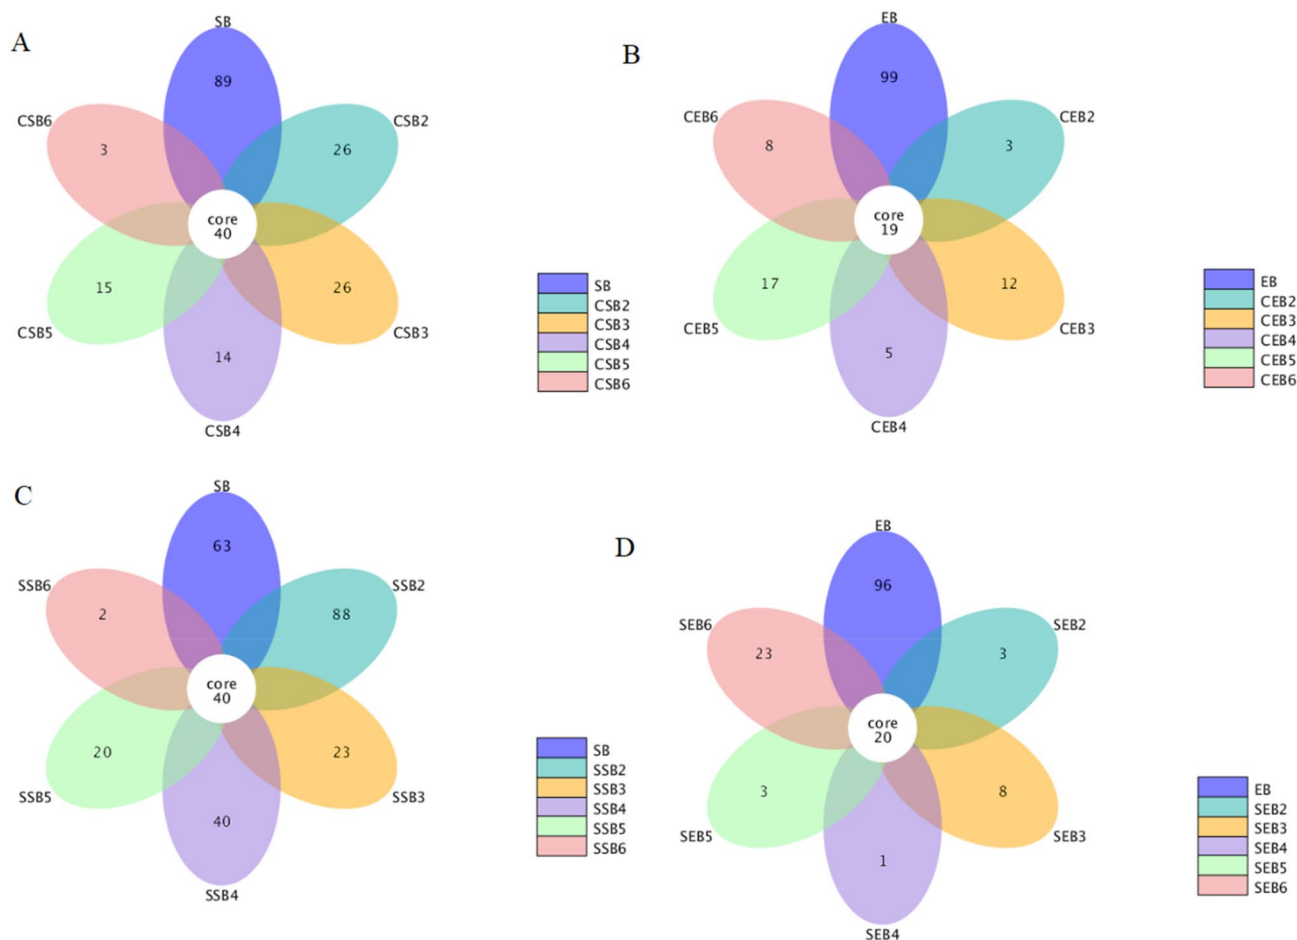 A
SB
89
CSB6
3
CSB2
26
core
40
15
CSB5
26
CSB3
14
CSB4
SB
CSB2
CSB3
CSB4
CSB5
CSB6
B
EB
99
CEB6
8
CEB2
3
core
19
17
CEB5
12
CEB3
5
CEB4
EB
CEB2
CEB3
CEB4
CEB5
CEB6
C
SB
63
SSB6
2
SSB2
88
core
40
20
SSB5
23
SSB3
40
SSB4
SB
SSB2
SSB3
SSB4
SSB5
SSB6
D
EB
96
SEB6
23
SEB2
3
core
20
3
SEB5
8
SEB3
1
SEB4
EB
SEB2
SEB3
SEB4
SEB5
SEB6